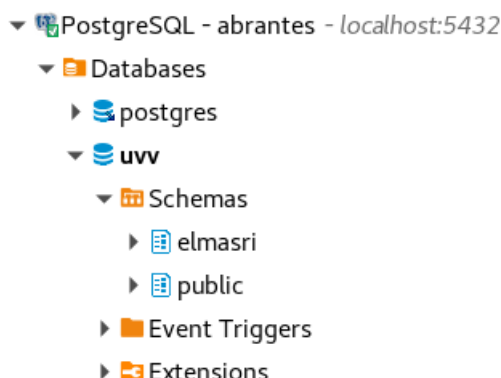 PostgreSQL - abrantes - localhost:5432
Databases
postgres
uvv
Schemas
elmasri
public
Event Triggers
Extensions